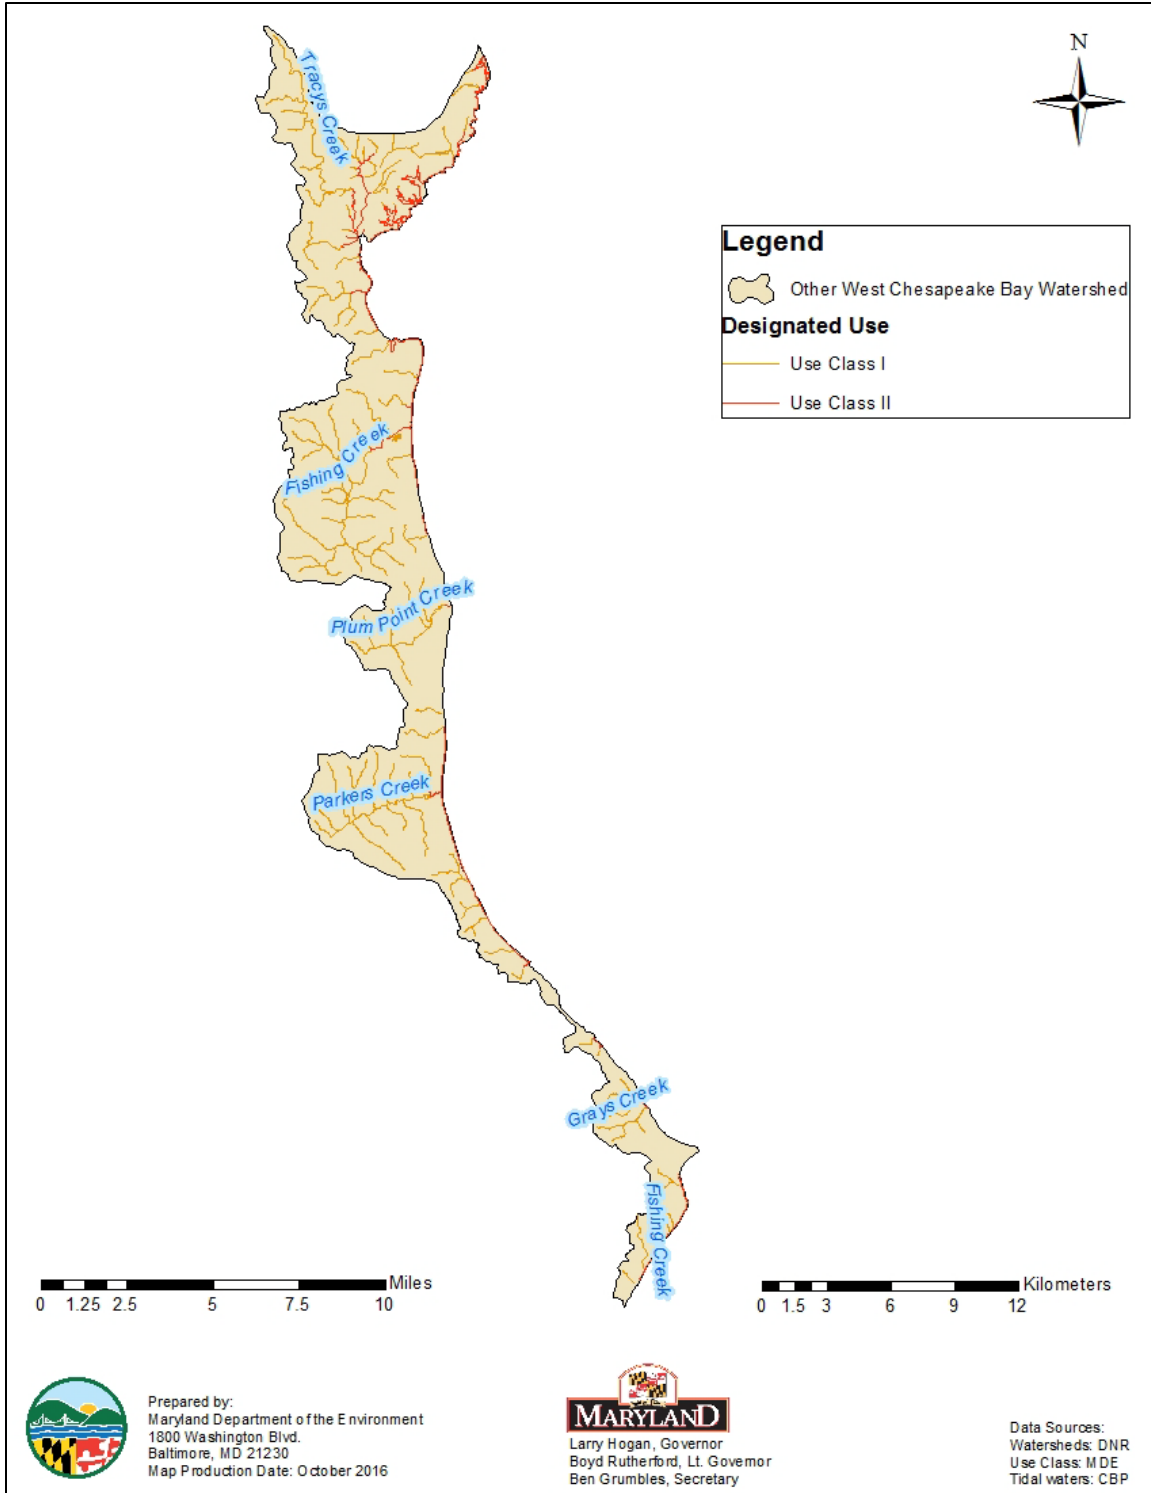 N
Tracys Creek
Legend
Other West Chesapeake Bay Watershed
Designated Use
Use Class I
Use Class II
Fishing Creek
Plum Point Creek
Parkers Creek
Grays Creek
Fishing Creek
Miles
0 1.25 2.5 5 7.5 10
Kilometers
0 1.5 3 6 9 12
Prepared by:
Maryland Department of the Environment
1800 Washington Blvd.
Baltimore, MD 21230
Map Production Date: October 2016
MARYLAND
Larry Hogan, Governor
Boyd Rutherford, Lt. Governor
Ben Grumbles, Secretary
Data Sources:
Watersheds: DNR
Use Class: MDE
Tidal waters: CBP